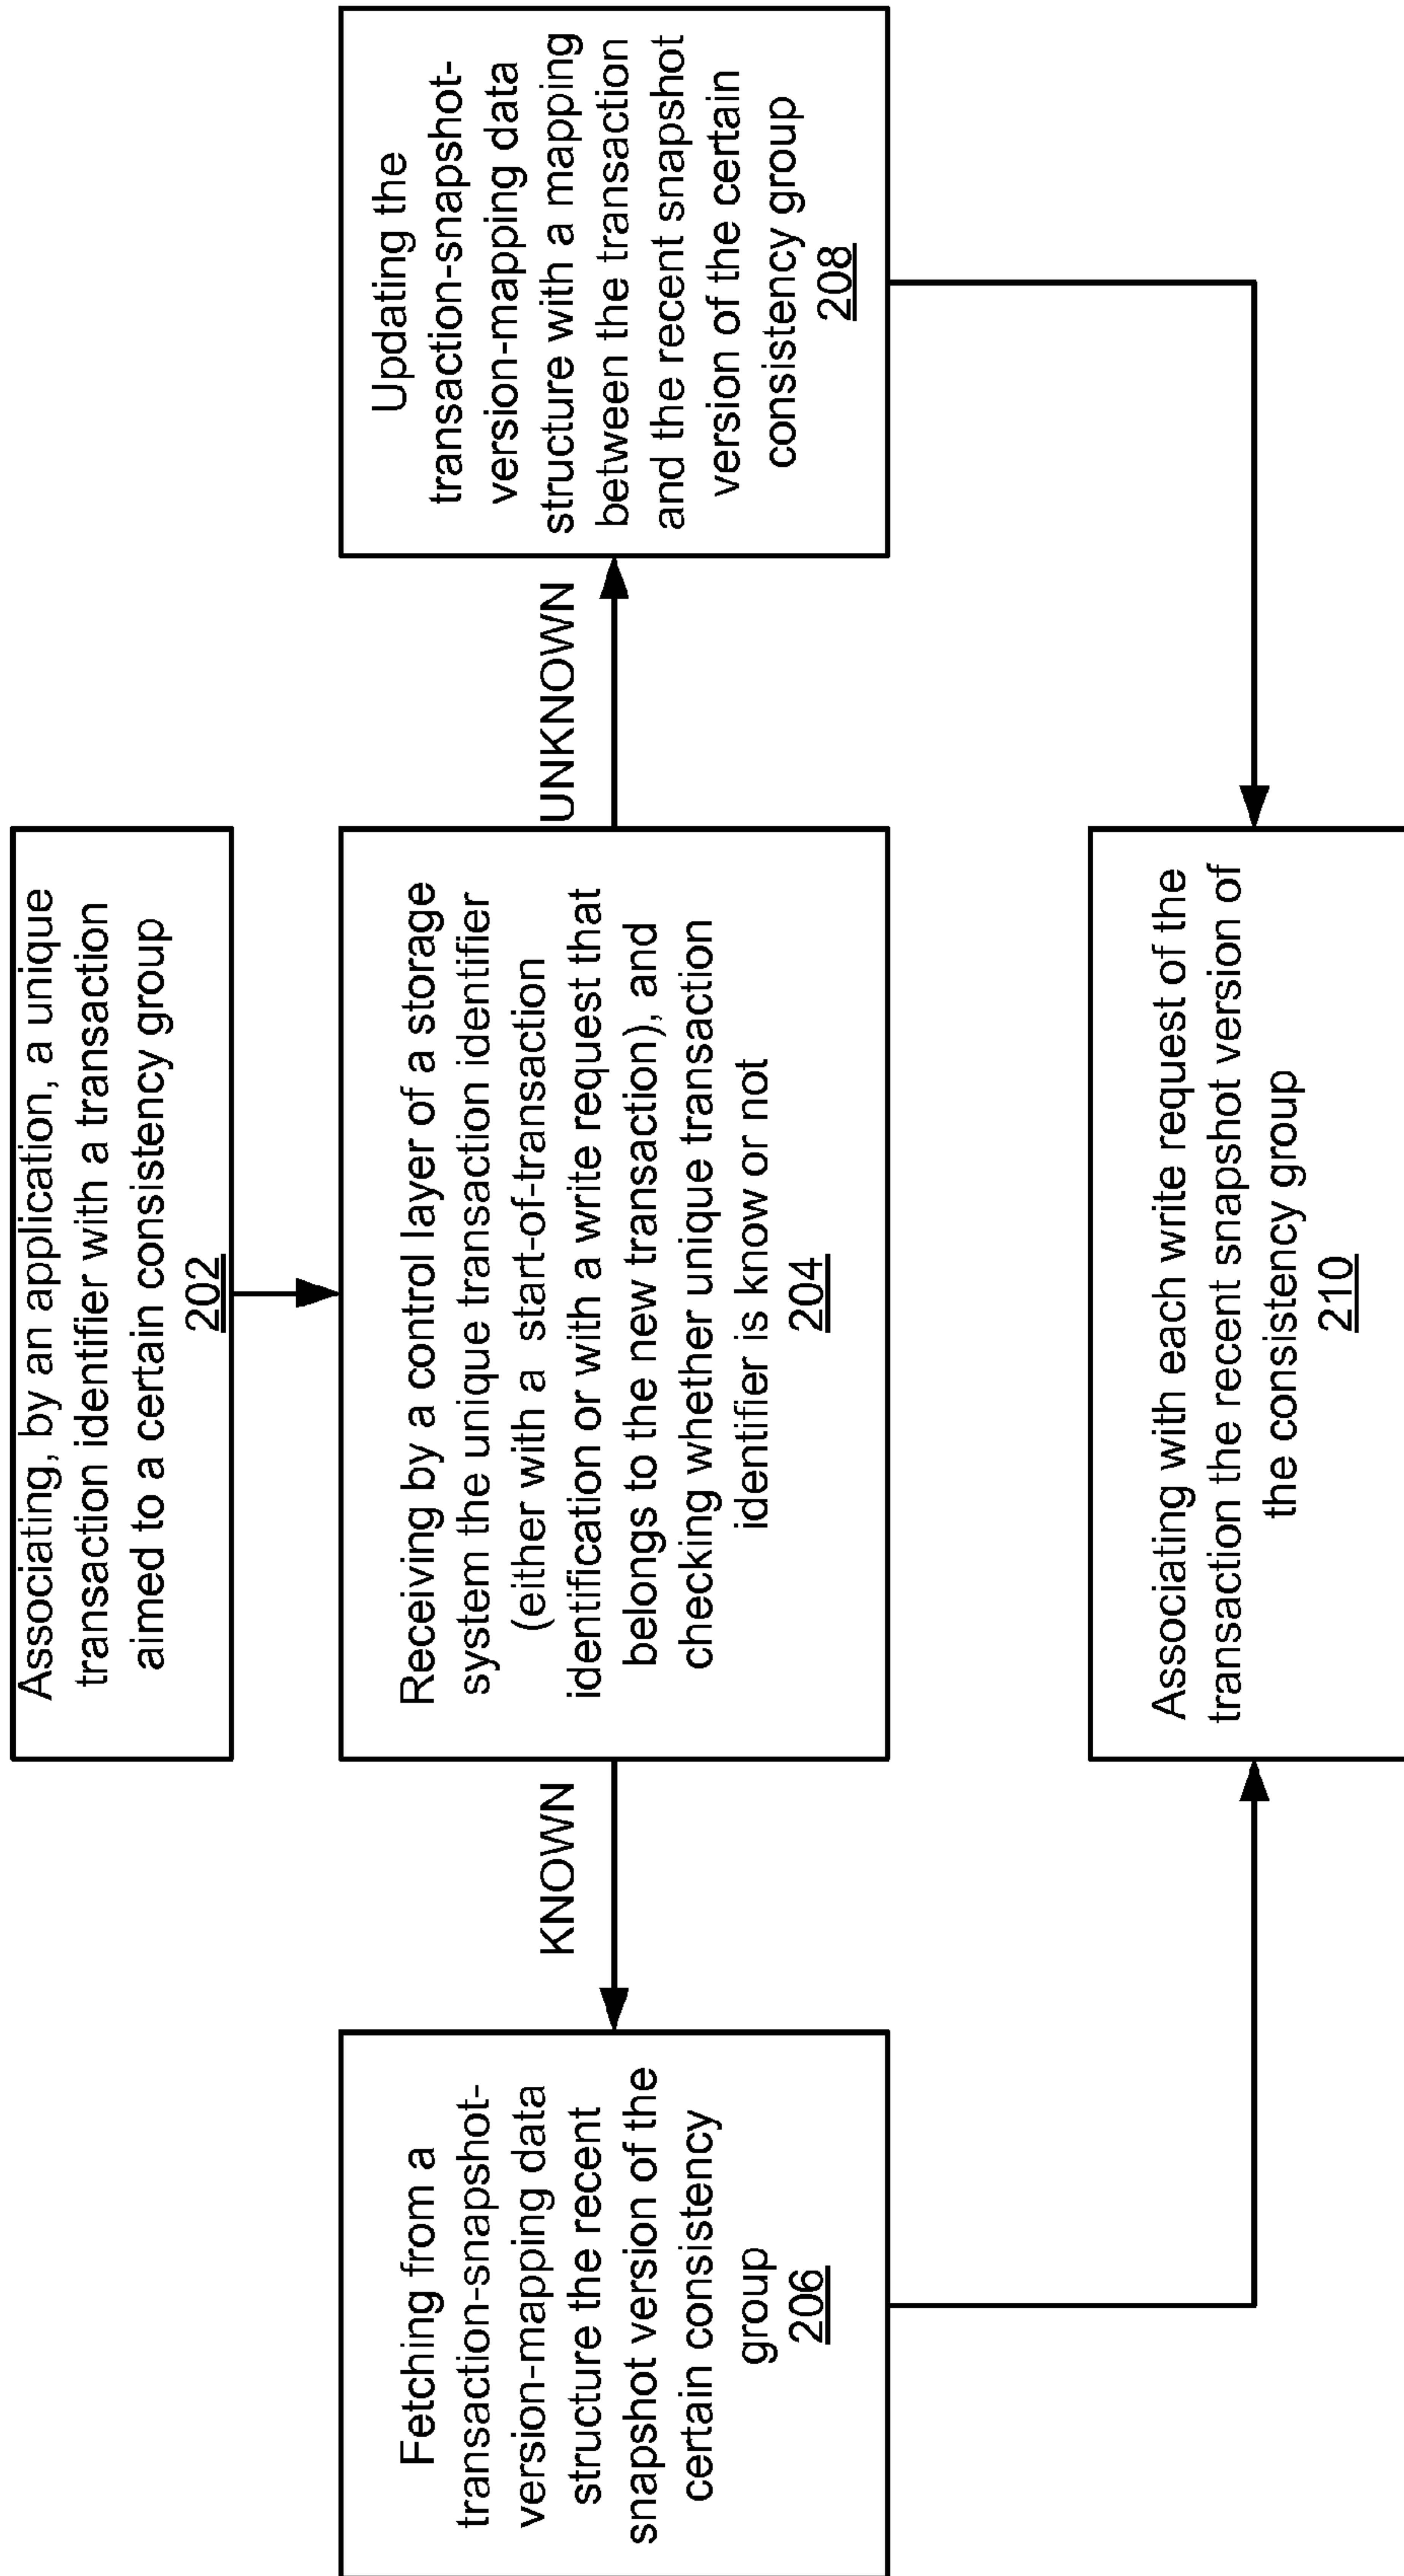 Associating, by an application, a unique
transaction identifier with a transaction
aimed to a certain consistency group
202
Receiving by a control layer of a storage
system the unique transaction identifier
(either with a start-of-transaction
identification or with a write request that
belongs to the new transaction), and
checking whether unique transaction
identifier is know or not
204
KNOWN
UNKNOWN
Fetching from a
transaction-snapshot-
version-mapping data
structure the recent
snapshot version of the
certain consistency
group
206
Updating the
transaction-snapshot-
version-mapping data
structure with a mapping
between the transaction
and the recent snapshot
version of the certain
consistency group
208
Associating with each write request of the
transaction the recent snapshot version of
the consistency group
210